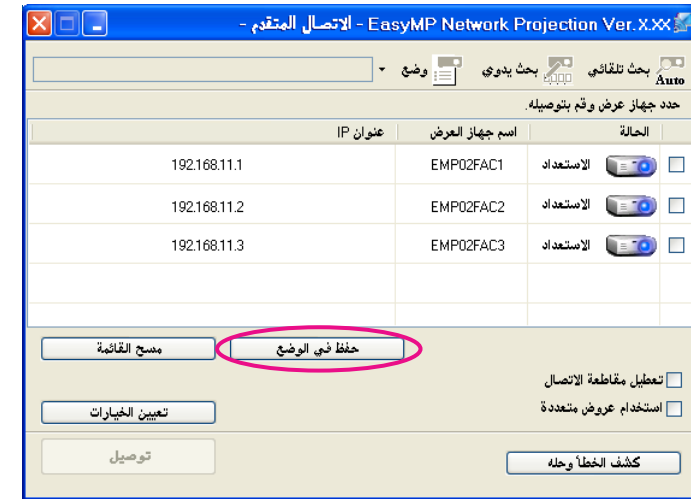 EasyMP Network Projection Ver.X.XX - الاتصال المتقدم -
Auto بحث تلقائي بحث يدوي وضع
حدد جهاز عرض وقم بتوصيله.
الحالة اسم جهاز العرض عنوان IP
الاستعداد EMP02FAC1 192.168.11.1
الاستعداد EMP02FAC2 192.168.11.2
الاستعداد EMP02FAC3 192.168.11.3
حفظ في الوضع مسح القائمة
تعطيل مقاطعة الاتصال
استخدام عروض متعددة تعيين الخيارات
كشف الخطأ وحله توصيل